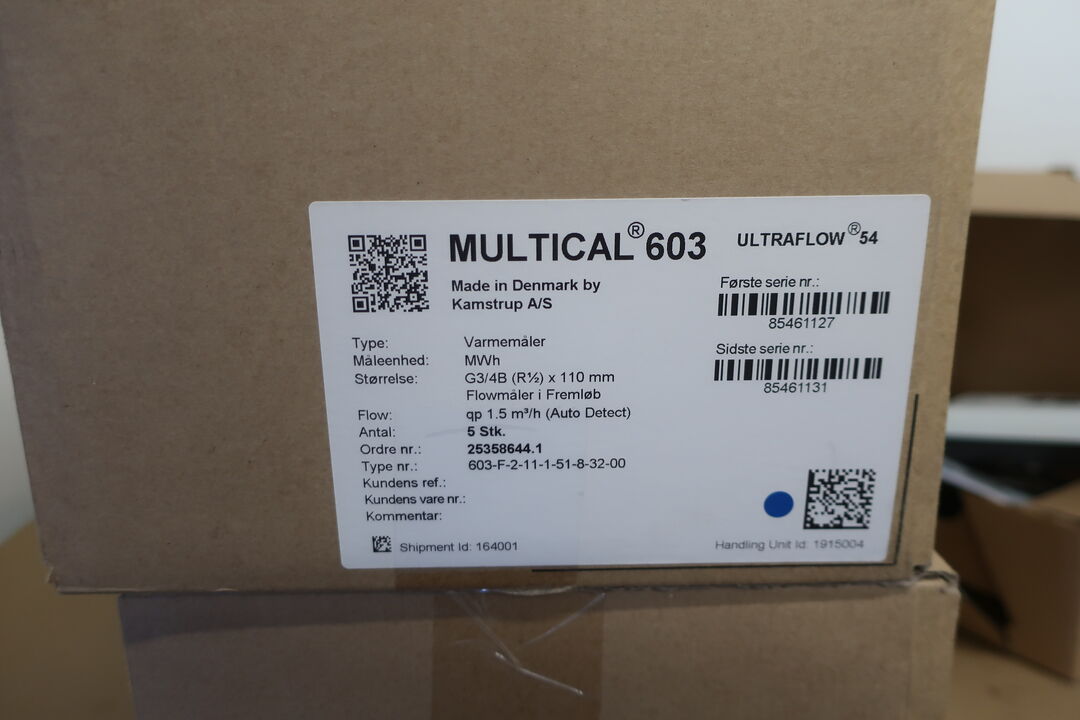 MULTICAL® 603
ULTRAFLOW® 54
Made in Denmark by
Kamstrup A/S
Første serie nr.:
85461127
Sidste serie nr.:
85461131
Type: Varmemåler
Måleenhed: MWh
Størrelse: G3/4B (R½) x 110 mm
Flowmåler i Fremløb
Flow: qp 1.5 m³/h (Auto Detect)
Antal: 5 Stk.
Ordre nr.: 25358644.1
Type nr.: 603-F-2-11-1-51-8-32-00
Kundens ref.:
Kundens vare nr.:
Kommentar:
Shipment Id: 164001
Handling Unit Id: 1915004